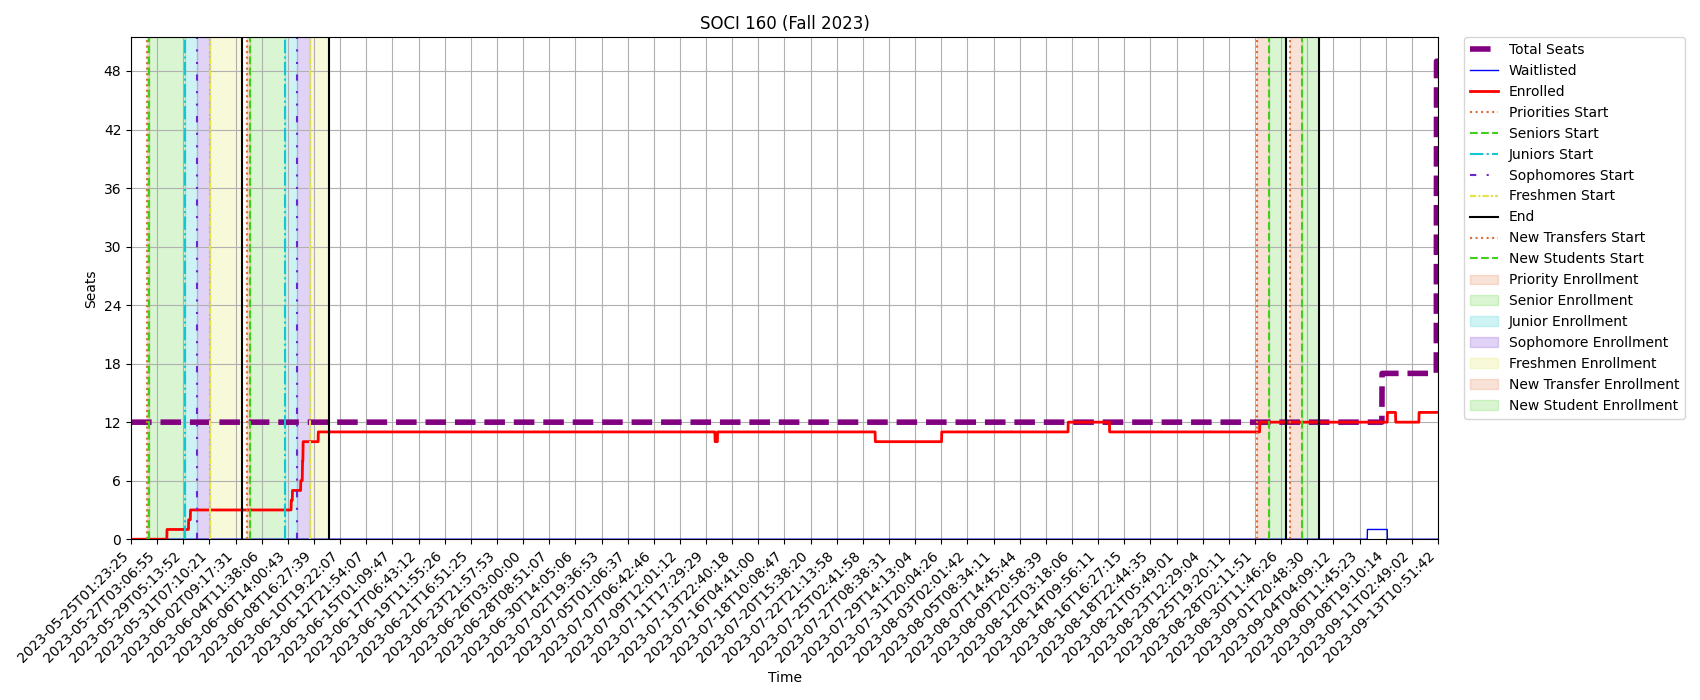 SOCI 160 (Fall 2023)
Seats
48
42
36
30
24
18
12
6
0
2023-05-25T01:23:25
2023-05-27T03:06:55
2023-05-29T05:13:52
2023-05-31T07:10:21
2023-06-02T09:17:31
2023-06-04T11:38:06
2023-06-06T14:00:43
2023-06-08T16:27:39
2023-06-10T19:22:07
2023-06-12T21:54:07
2023-06-15T01:09:47
2023-06-17T06:43:12
2023-06-19T11:55:26
2023-06-21T16:51:25
2023-06-23T21:57:53
2023-06-26T03:00:00
2023-06-28T08:51:07
2023-06-30T14:05:06
2023-07-02T19:36:53
2023-07-05T01:06:37
2023-07-07T06:42:46
2023-07-09T12:01:12
2023-07-11T17:29:29
2023-07-13T22:40:18
2023-07-16T04:41:00
2023-07-18T10:08:47
2023-07-20T15:38:20
2023-07-22T21:13:58
2023-07-25T02:41:58
2023-07-27T08:38:31
2023-07-29T14:13:04
2023-07-31T20:04:26
2023-08-03T02:01:42
2023-08-05T08:34:11
2023-08-07T14:45:44
2023-08-09T20:58:39
2023-08-12T03:18:06
2023-08-14T09:56:11
2023-08-16T16:27:15
2023-08-18T22:44:35
2023-08-21T05:49:01
2023-08-23T12:29:04
2023-08-25T19:20:11
2023-08-28T02:11:51
2023-08-30T11:46:26
2023-09-01T20:48:30
2023-09-04T04:09:12
2023-09-06T11:45:23
2023-09-08T19:10:14
2023-09-11T02:49:02
2023-09-13T10:51:42
Time
Total Seats
Waitlisted
Enrolled
Priorities Start
Seniors Start
Juniors Start
Sophomores Start
Freshmen Start
End
New Transfers Start
New Students Start
Priority Enrollment
Senior Enrollment
Junior Enrollment
Sophomore Enrollment
Freshmen Enrollment
New Transfer Enrollment
New Student Enrollment